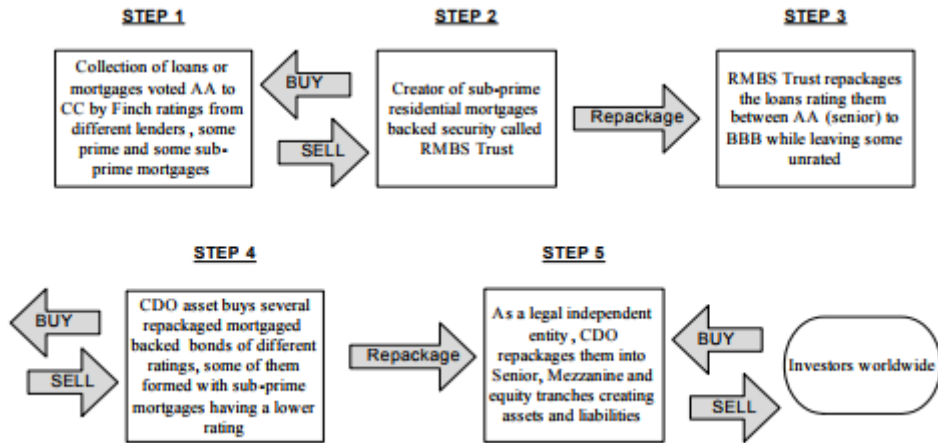 STEP 1
STEP 2
STEP 3
Collection of loans or
mortgages voted AA to
CC by Finch ratings from
different lenders , some
prime and some sub-
prime mortgages
BUY
SELL
Creator of sub-prime
residential mortgages
backed security called
RMBS Trust
Repackage
RMBS Trust repackages
the loans rating them
between AA (senior) to
BBB while leaving some
unrated
STEP 4
STEP 5
BUY
SELL
CDO asset buys several
repackaged mortgaged
backed bonds of different
ratings, some of them
formed with sub-prime
mortgages having a lower
rating
Repackage
As a legal independent
entity , CDO
repackages them into
Senior, Mezzanine and
equity tranches creating
assets and liabilities
BUY
SELL
Investors worldwide